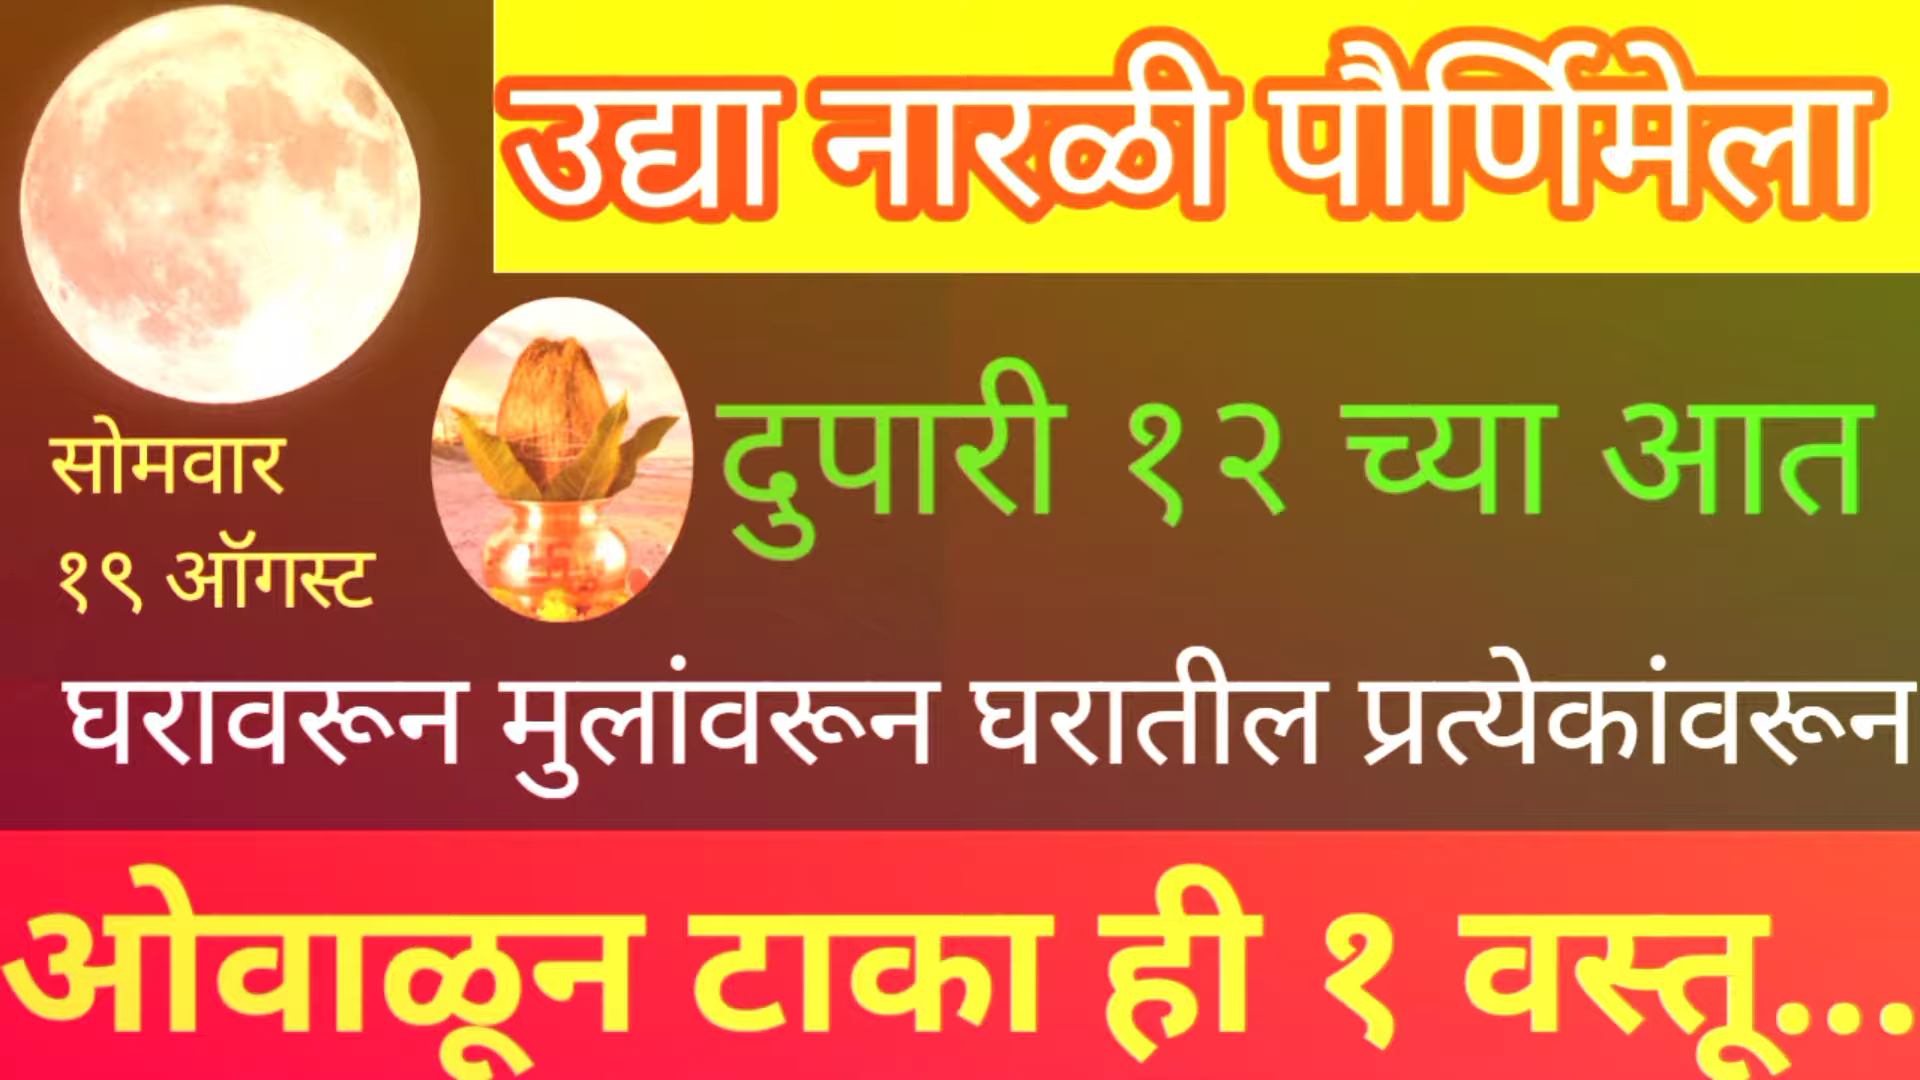 उद्या नारळी पौर्णिमेला
दुपारी १२ च्या आत
सोमवार
१९ ऑगस्ट
घरावरून मुलांवरून घरातील प्रत्येकांवरून
ओवाळून टाका ही १ वस्तू...